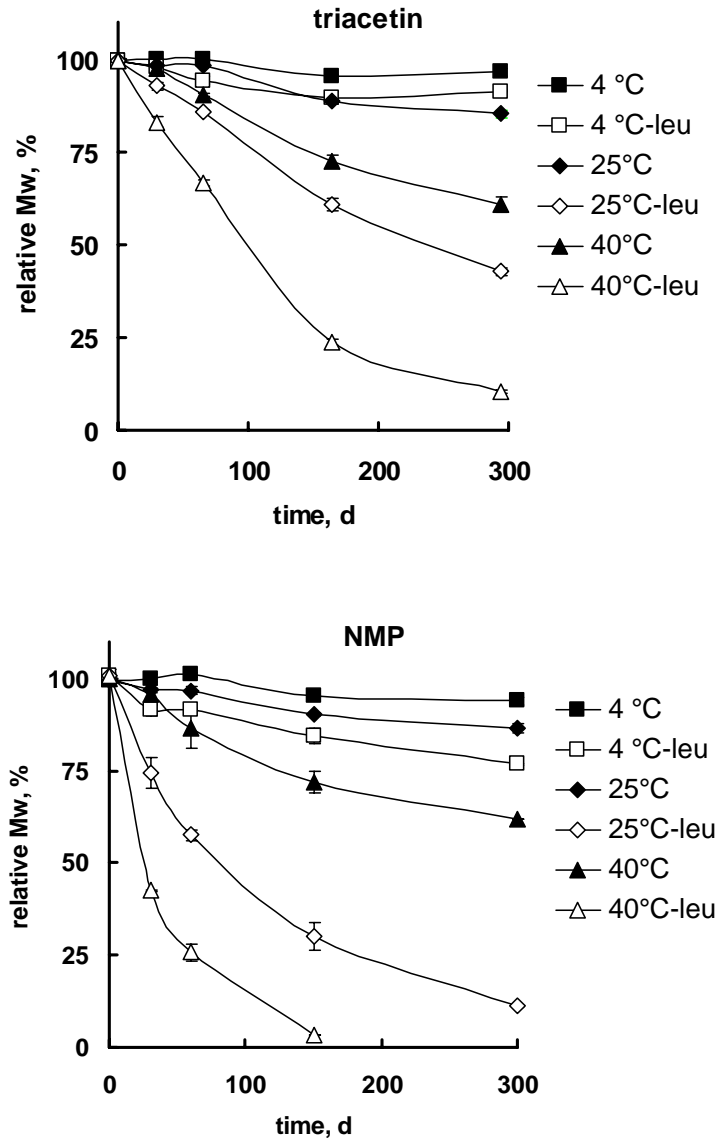 triacetin
relative Mw, %
100
75
50
25
0
0 100 200 300
time, d
4 °C
4 °C-leu
25°C
25°C-leu
40°C
40°C-leu
NMP
relative Mw, %
100
75
50
25
0
0 100 200 300
time, d
4 °C
4 °C-leu
25°C
25°C-leu
40°C
40°C-leu